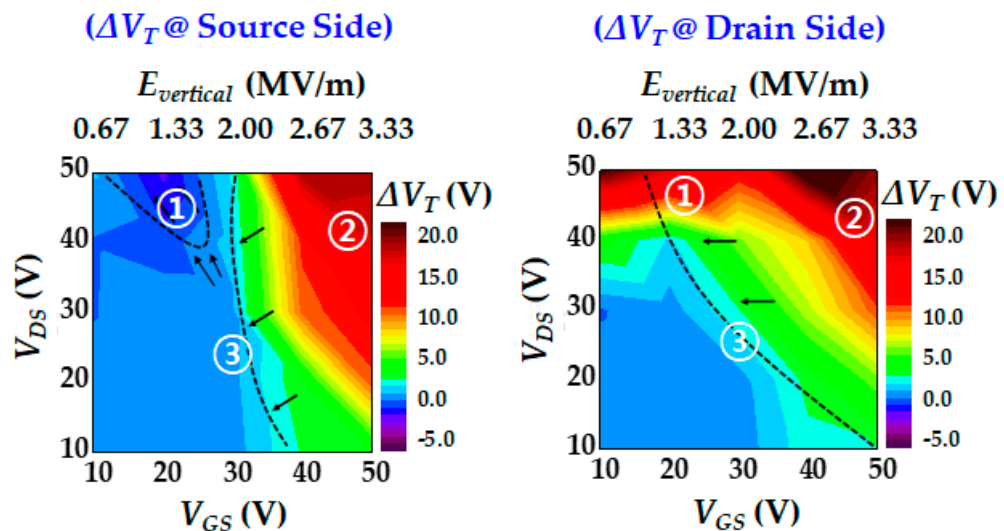 (ΔV_T @ Source Side)
E_vertical (MV/m)
0.67 1.33 2.00 2.67 3.33
50
40
30
20
10
V_DS (V)
10 20 30 40 50
V_GS (V)
①
②
③
ΔV_T (V)
20.0
15.0
10.0
5.0
0.0
-5.0
(ΔV_T @ Drain Side)
E_vertical (MV/m)
0.67 1.33 2.00 2.67 3.33
50
40
30
20
10
V_DS (V)
10 20 30 40 50
V_GS (V)
①
②
③
ΔV_T (V)
20.0
15.0
10.0
5.0
0.0
-5.0